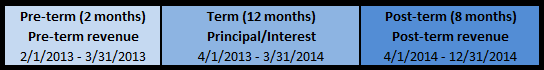 Pre-term (2 months) Term (12 months) Post-term (8 months)
Pre-term revenue Principal/Interest Post-term revenue
2/1/2013 - 3/31/2013 4/1/2013 - 3/31/2014 4/1/2014 - 12/31/2014